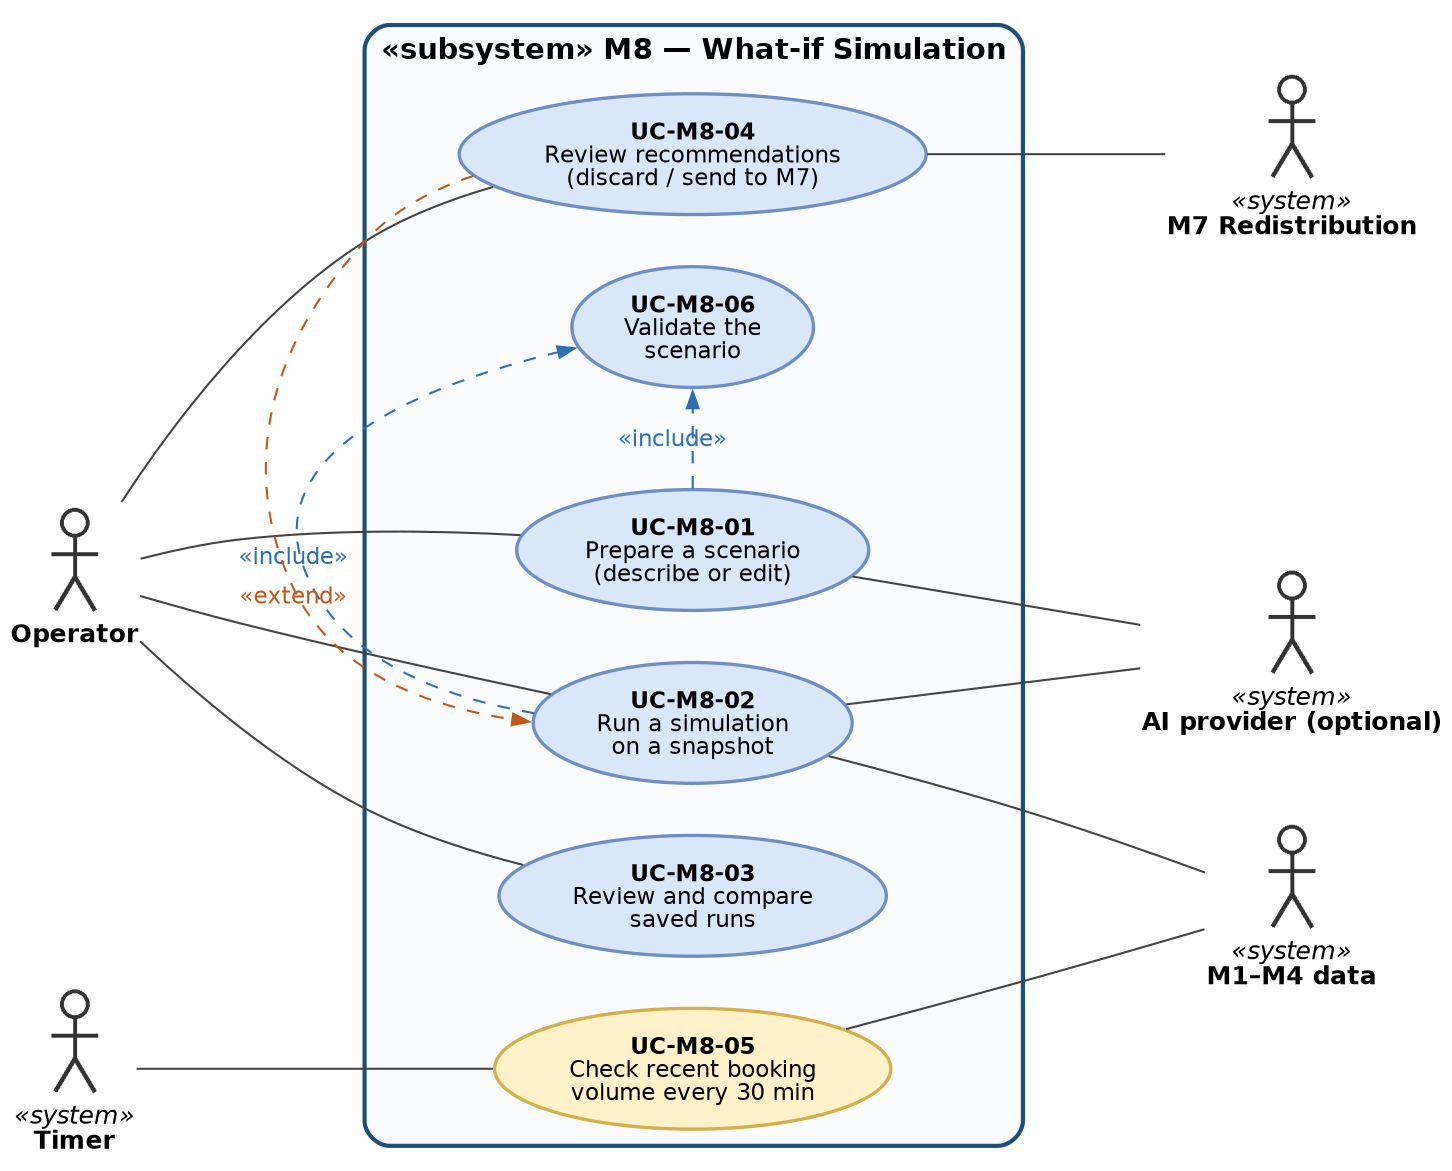 «subsystem» M8 — What-if Simulation
UC-M8-04
Review recommendations
(discard / send to M7)
«system»
M7 Redistribution
UC-M8-06
Validate the
scenario
«include»
UC-M8-01
Prepare a scenario
(describe or edit)
«include»
«extend»
Operator
«system»
AI provider (optional)
UC-M8-02
Run a simulation
on a snapshot
UC-M8-03
Review and compare
saved runs
«system»
M1–M4 data
UC-M8-05
Check recent booking
volume every 30 min
«system»
Timer